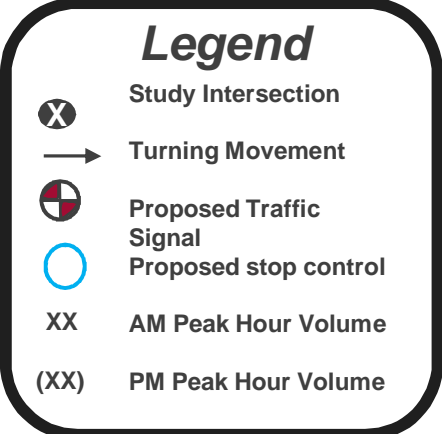 Legend
Study Intersection
X
Turning Movement
Proposed Traffic
Signal
Proposed stop control
XX AM Peak Hour Volume
(XX) PM Peak Hour Volume